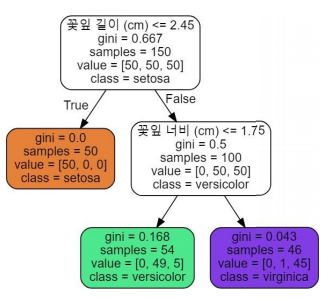 꽃잎 길이 (cm) <= 2.45
gini = 0.667
samples = 150
value = [50, 50, 50]
class = setosa
True
False
gini = 0.0
samples = 50
value = [50, 0, 0]
class = setosa
꽃잎 너비 (cm) <= 1.75
gini = 0.5
samples = 100
value = [0, 50, 50]
class = versicolor
gini = 0.168
samples = 54
value = [0, 49, 5]
class = versicolor
gini = 0.043
samples = 46
value = [0, 1, 45]
class = virginica